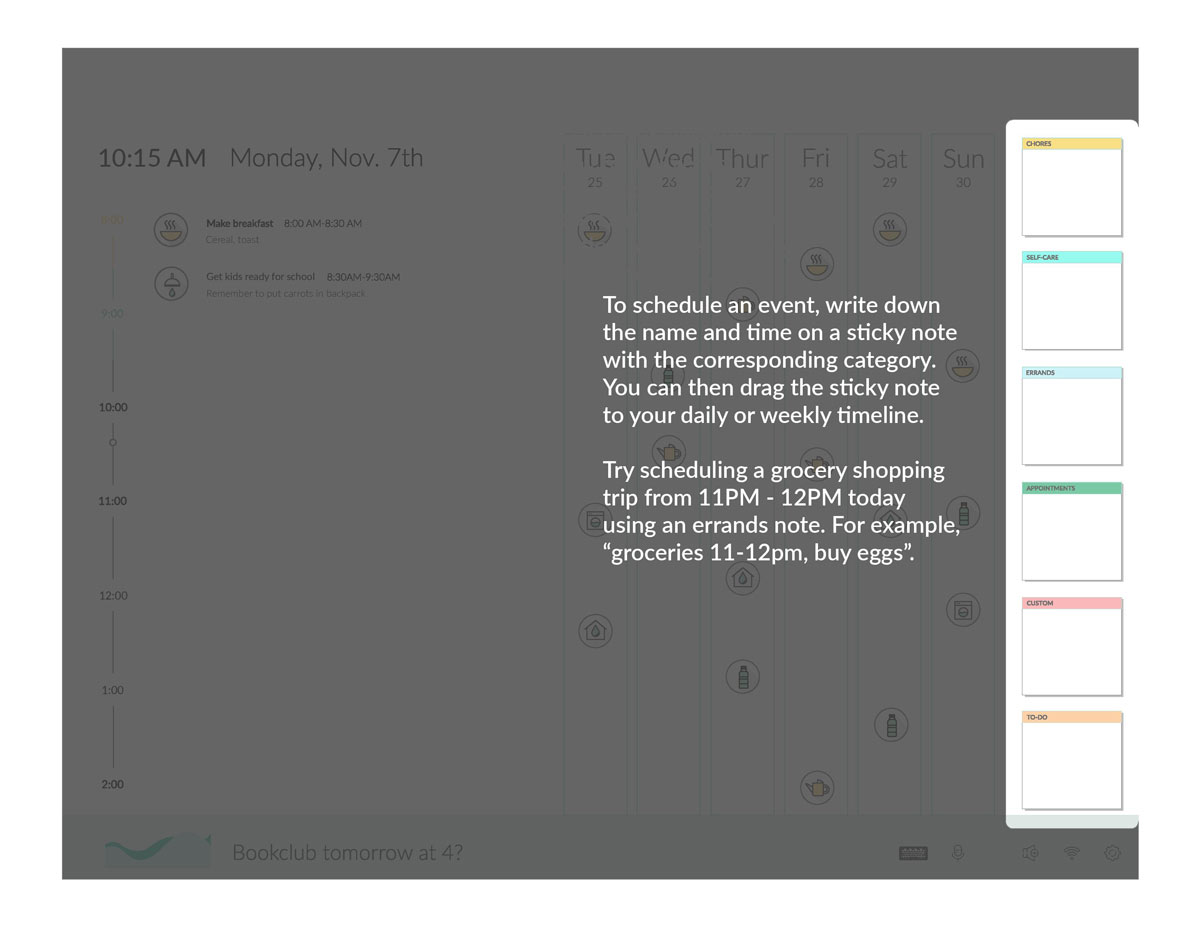 10:15 AM Monday, Nov. 7th
Tue Wed Thur Fri Sat Sun
25 26 27 28 29 30
8:00
Make breakfast 8:00 AM-8:30 AM
Cereal, toast
Get kids ready for school 8:30AM-9:30AM
Remember to put carrots in backpack
9:00
10:00
11:00
12:00
1:00
2:00
To schedule an event, write down
the name and time on a sticky note
with the corresponding category.
You can then drag the sticky note
to your daily or weekly timeline.
Try scheduling a grocery shopping
trip from 11PM - 12PM today
using an errands note. For example,
“groceries 11-12pm, buy eggs”.
CHORES
SELF-CARE
ERRANDS
APPOINTMENTS
CUSTOM
TO-DO
Bookclub tomorrow at 4?